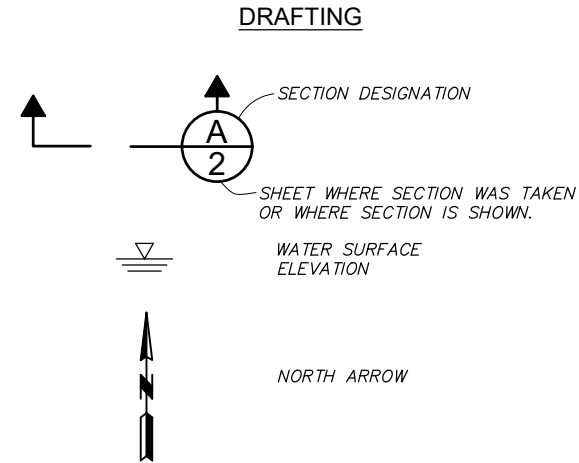 DRAFTING
SECTION DESIGNATION
A
2
SHEET WHERE SECTION WAS TAKEN
OR WHERE SECTION IS SHOWN.
WATER SURFACE
ELEVATION
N
NORTH ARROW